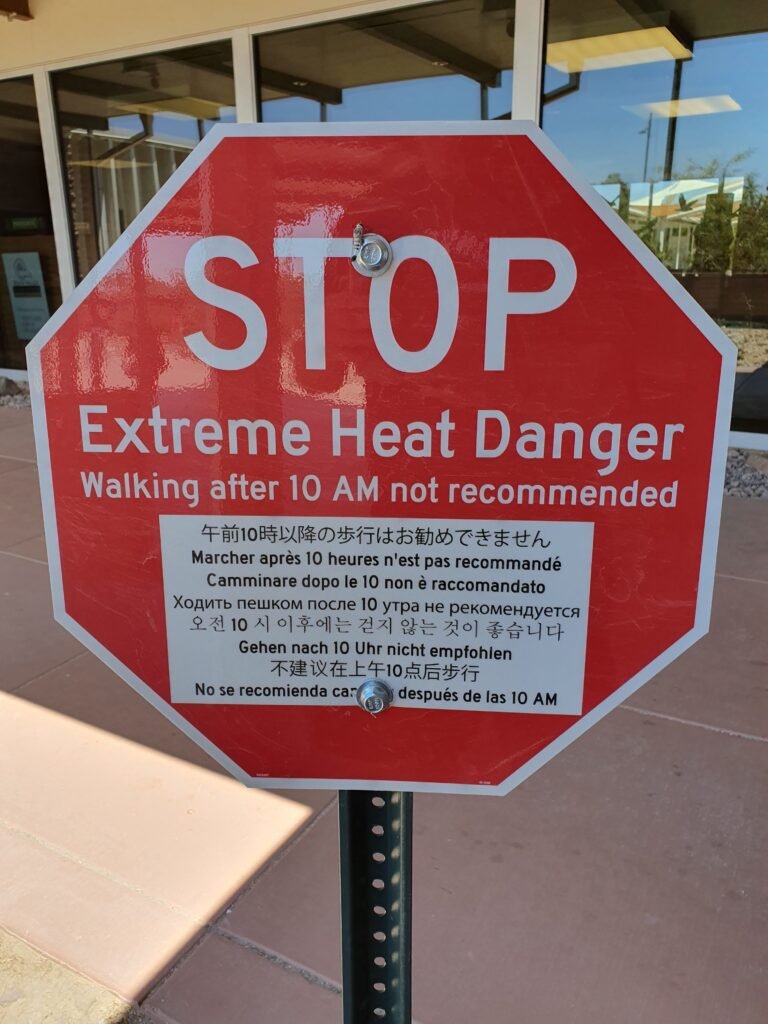 STOP
Extreme Heat Danger
Walking after 10 AM not recommended
午前10時以降の歩行はお勧めできません
Marcher après 10 heures n'est pas recommandé
Camminare dopo le 10 non è raccomandato
Ходить пешком после 10 утра не рекомендуется
오전 10 시 이후에는 걷지 않는 것이 좋습니다
Gehen nach 10 Uhr nicht empfohlen
不建议在上午10点后步行
No se recomienda después de las 10 AM